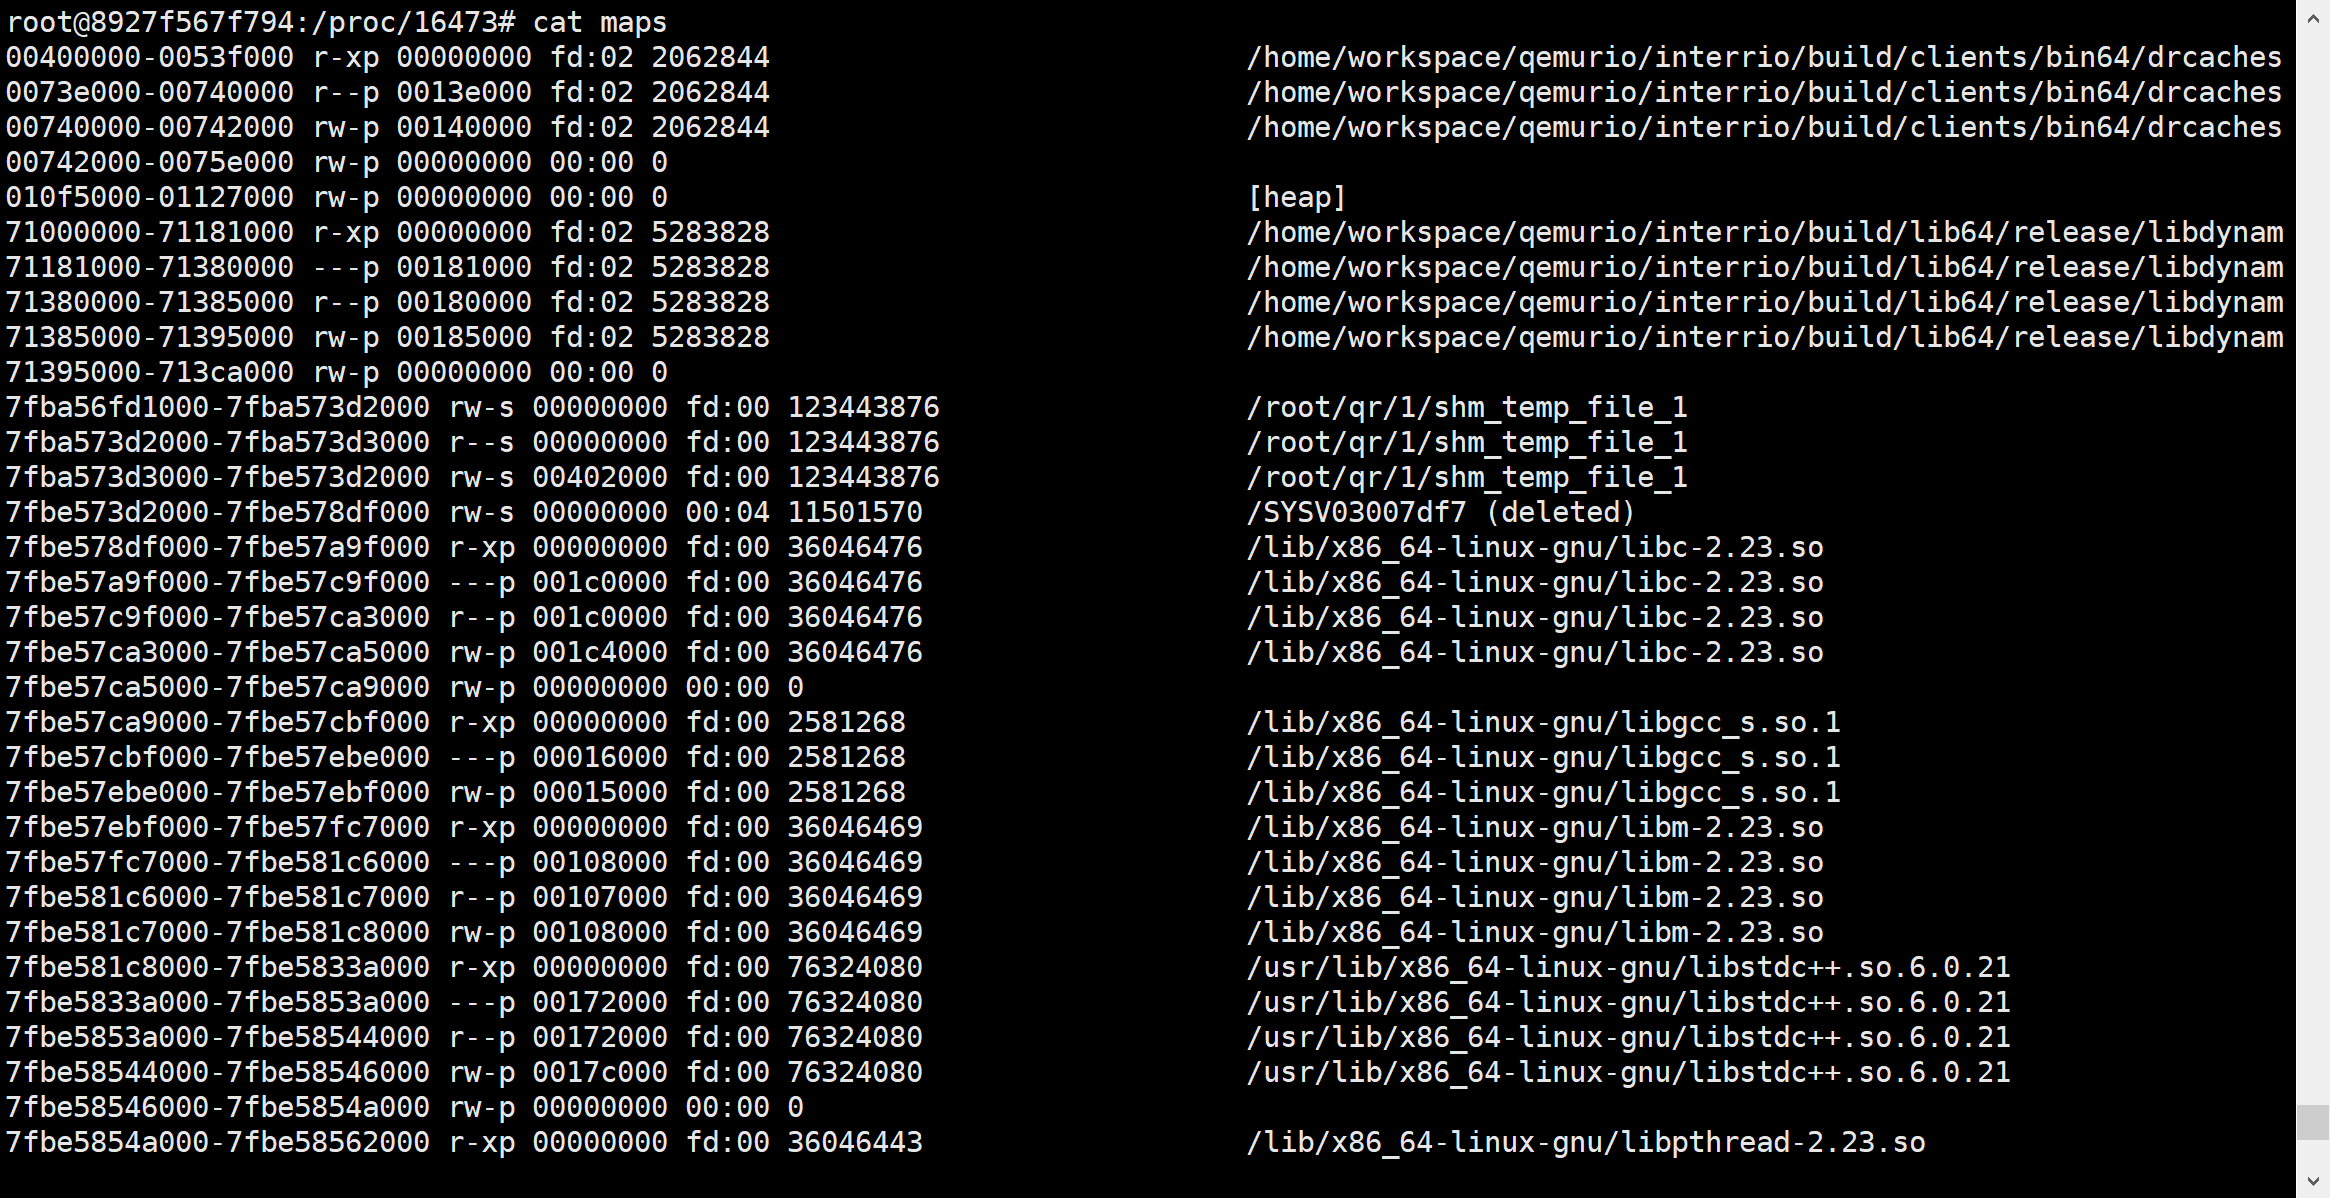 root@8927f567f794:/proc/16473# cat maps
00400000-0053f000 r-xp 00000000 fd:02 2062844 /home/workspace/qemurio/interrio/build/clients/bin64/drcaches
0073e000-00740000 r--p 0013e000 fd:02 2062844 /home/workspace/qemurio/interrio/build/clients/bin64/drcaches
00740000-00742000 rw-p 00140000 fd:02 2062844 /home/workspace/qemurio/interrio/build/clients/bin64/drcaches
00742000-0075e000 rw-p 00000000 00:00 0
010f5000-01127000 rw-p 00000000 00:00 0 [heap]
71000000-71181000 r-xp 00000000 fd:02 5283828 /home/workspace/qemurio/interrio/build/lib64/release/libdynam
71181000-71380000 ---p 00181000 fd:02 5283828 /home/workspace/qemurio/interrio/build/lib64/release/libdynam
71380000-71385000 r--p 00180000 fd:02 5283828 /home/workspace/qemurio/interrio/build/lib64/release/libdynam
71385000-71395000 rw-p 00185000 fd:02 5283828 /home/workspace/qemurio/interrio/build/lib64/release/libdynam
71395000-713ca000 rw-p 00000000 00:00 0
7fba56fd1000-7fba573d2000 rw-s 00000000 fd:00 123443876 /root/qr/1/shm_temp_file_1
7fba573d2000-7fba573d3000 r--s 00000000 fd:00 123443876 /root/qr/1/shm_temp_file_1
7fba573d3000-7fbe573d2000 rw-s 00402000 fd:00 123443876 /root/qr/1/shm_temp_file_1
7fbe573d2000-7fbe578df000 rw-s 00000000 00:04 11501570 /SYSV03007df7 (deleted)
7fbe578df000-7fbe57a9f000 r-xp 00000000 fd:00 36046476 /lib/x86_64-linux-gnu/libc-2.23.so
7fbe57a9f000-7fbe57c9f000 ---p 001c0000 fd:00 36046476 /lib/x86_64-linux-gnu/libc-2.23.so
7fbe57c9f000-7fbe57ca3000 r--p 001c0000 fd:00 36046476 /lib/x86_64-linux-gnu/libc-2.23.so
7fbe57ca3000-7fbe57ca5000 rw-p 001c4000 fd:00 36046476 /lib/x86_64-linux-gnu/libc-2.23.so
7fbe57ca5000-7fbe57ca9000 rw-p 00000000 00:00 0
7fbe57ca9000-7fbe57cbf000 r-xp 00000000 fd:00 2581268 /lib/x86_64-linux-gnu/libgcc_s.so.1
7fbe57cbf000-7fbe57ebe000 ---p 00016000 fd:00 2581268 /lib/x86_64-linux-gnu/libgcc_s.so.1
7fbe57ebe000-7fbe57ebf000 rw-p 00015000 fd:00 2581268 /lib/x86_64-linux-gnu/libgcc_s.so.1
7fbe57ebf000-7fbe57fc7000 r-xp 00000000 fd:00 36046469 /lib/x86_64-linux-gnu/libm-2.23.so
7fbe57fc7000-7fbe581c6000 ---p 00108000 fd:00 36046469 /lib/x86_64-linux-gnu/libm-2.23.so
7fbe581c6000-7fbe581c7000 r--p 00107000 fd:00 36046469 /lib/x86_64-linux-gnu/libm-2.23.so
7fbe581c7000-7fbe581c8000 rw-p 00108000 fd:00 36046469 /lib/x86_64-linux-gnu/libm-2.23.so
7fbe581c8000-7fbe5833a000 r-xp 00000000 fd:00 76324080 /usr/lib/x86_64-linux-gnu/libstdc++.so.6.0.21
7fbe5833a000-7fbe5853a000 ---p 00172000 fd:00 76324080 /usr/lib/x86_64-linux-gnu/libstdc++.so.6.0.21
7fbe5853a000-7fbe58544000 r--p 00172000 fd:00 76324080 /usr/lib/x86_64-linux-gnu/libstdc++.so.6.0.21
7fbe58544000-7fbe58546000 rw-p 0017c000 fd:00 76324080 /usr/lib/x86_64-linux-gnu/libstdc++.so.6.0.21
7fbe58546000-7fbe5854a000 rw-p 00000000 00:00 0
7fbe5854a000-7fbe58562000 r-xp 00000000 fd:00 36046443 /lib/x86_64-linux-gnu/libpthread-2.23.so